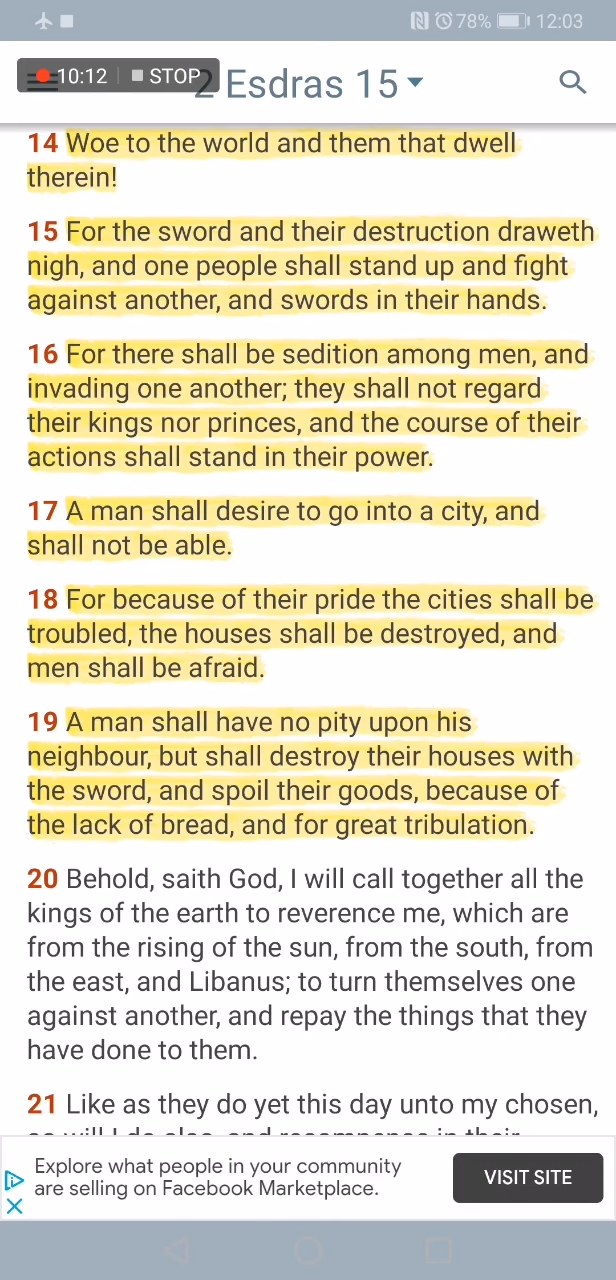 78% 12:03
10:12 STOP
2 Esdras 15
14 Woe to the world and them that dwell
therein!
15 For the sword and their destruction draweth
nigh, and one people shall stand up and fight
against another, and swords in their hands.
16 For there shall be sedition among men, and
invading one another; they shall not regard
their kings nor princes, and the course of their
actions shall stand in their power.
17 A man shall desire to go into a city, and
shall not be able.
18 For because of their pride the cities shall be
troubled, the houses shall be destroyed, and
men shall be afraid.
19 A man shall have no pity upon his
neighbour, but shall destroy their houses with
the sword, and spoil their goods, because of
the lack of bread, and for great tribulation.
20 Behold, saith God, I will call together all the
kings of the earth to reverence me, which are
from the rising of the sun, from the south, from
the east, and Libanus; to turn themselves one
against another, and repay the things that they
have done to them.
21 Like as they do yet this day unto my chosen,
Explore what people in your community
are selling on Facebook Marketplace.
VISIT SITE